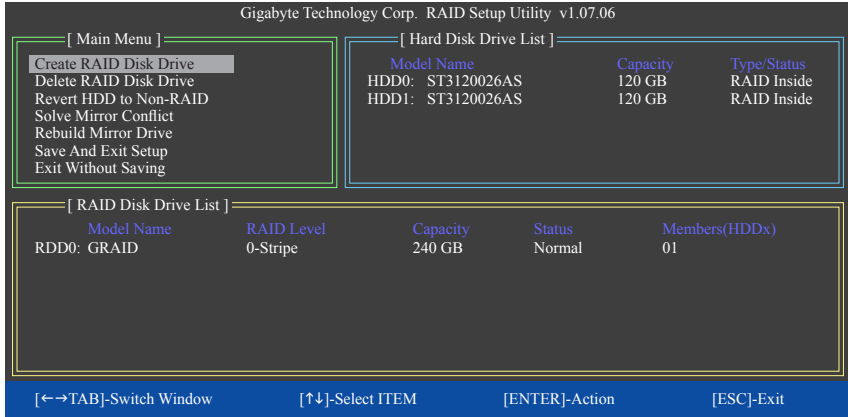 Gigabyte Technology Corp. RAID Setup Utility v1.07.06
[ Main Menu ]
Create RAID Disk Drive
Delete RAID Disk Drive
Revert HDD to Non-RAID
Solve Mirror Conflict
Rebuild Mirror Drive
Save And Exit Setup
Exit Without Saving
[ Hard Disk Drive List ]
Model Name Capacity Type/Status
HDD0: ST3120026AS 120 GB RAID Inside
HDD1: ST3120026AS 120 GB RAID Inside
[ RAID Disk Drive List ]
Model Name RAID Level Capacity Status Members(HDDx)
RDD0: GRAID 0-Stripe 240 GB Normal 01
[←→TAB]-Switch Window [↑↓]-Select ITEM [ENTER]-Action [ESC]-Exit